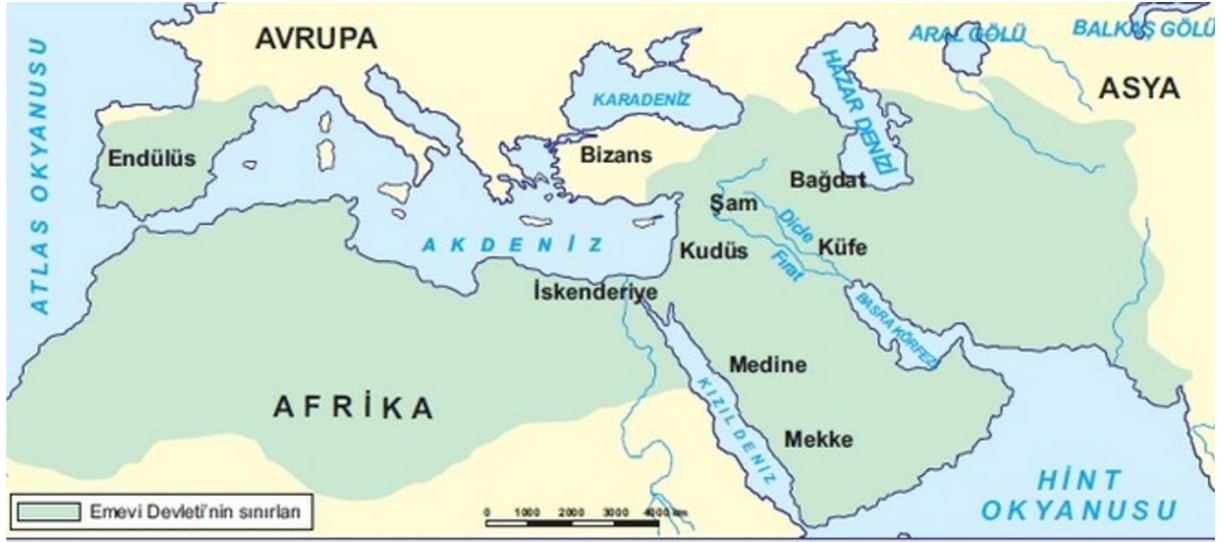 ATLAS OKYANUSU
AVRUPA
KARADENİZ
HAZAR DENİZİ
ARAL GÖLÜ
BALKAŞ GÖLÜ
ASYA
Endülüs
Bizans
Bağdat
Şam
Dicle
AKDENİZ
Kudüs
Fırat
Küfe
İskenderiye
BASRA KÖRFEZİ
Medine
KIZILDENİZ
AFRİKA
Mekke
HİNT
OKYANUSU
Emevi Devleti'nin sınırları
0 1000 2000 3000 4000 km